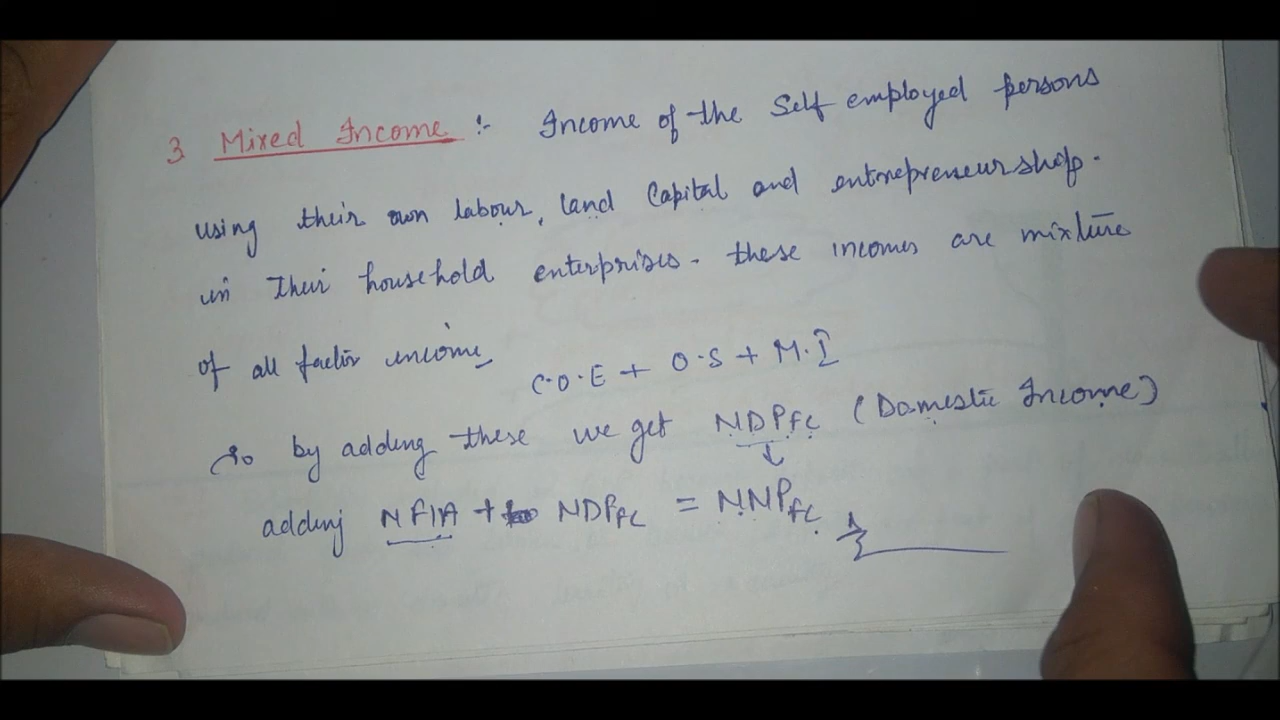 3 Mixed Income :- Income of the Self employed persons
using their own labour, land Capital and entrepreneurshop.
in their household enterprises. these incomes are mixture
of all factor income,
C.O.E + O.S + M.I
So by adding these we get NDPFC (Domestic Income)
adding NFIA + NDPFC = NNPFC